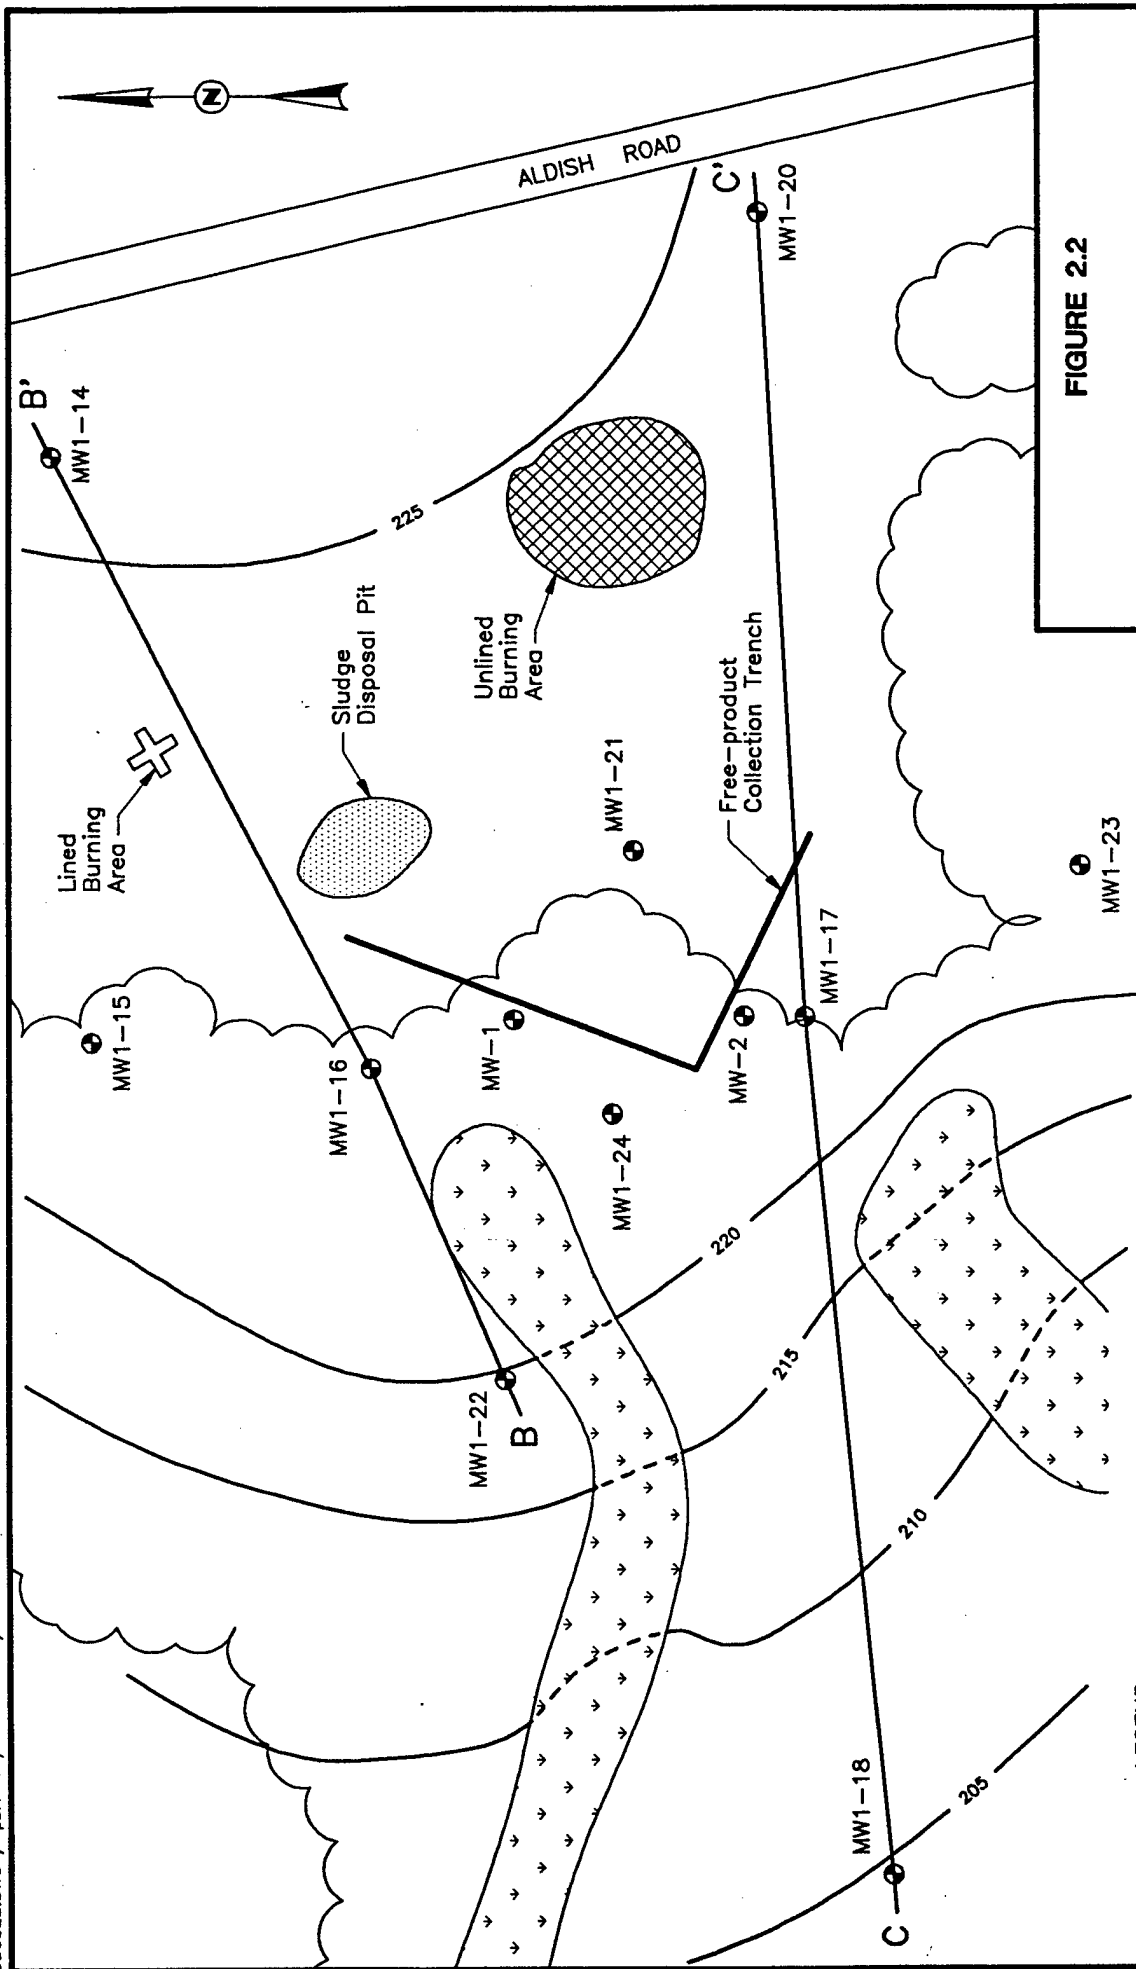 N
ALDISH ROAD
B'
MW1-14
C'
MW1-20
225
Lined
Burning
Area
Sludge
Disposal Pit
Unlined
Burning
Area
Free-product
Collection Trench
MW1-21
MW1-15
MW1-16
MW-1
MW-2
MW1-17
MW1-23
MW1-24
220
215
210
205
MW1-22
B
MW1-18
C
FIGURE 2.2